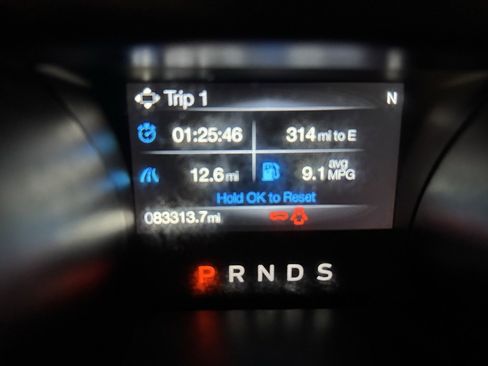 Trip 1 N
01:25:46 314 mi to E
12.6 mi 9.1 avg MPG
Hold OK to Reset
083313.7 mi
P R N D S